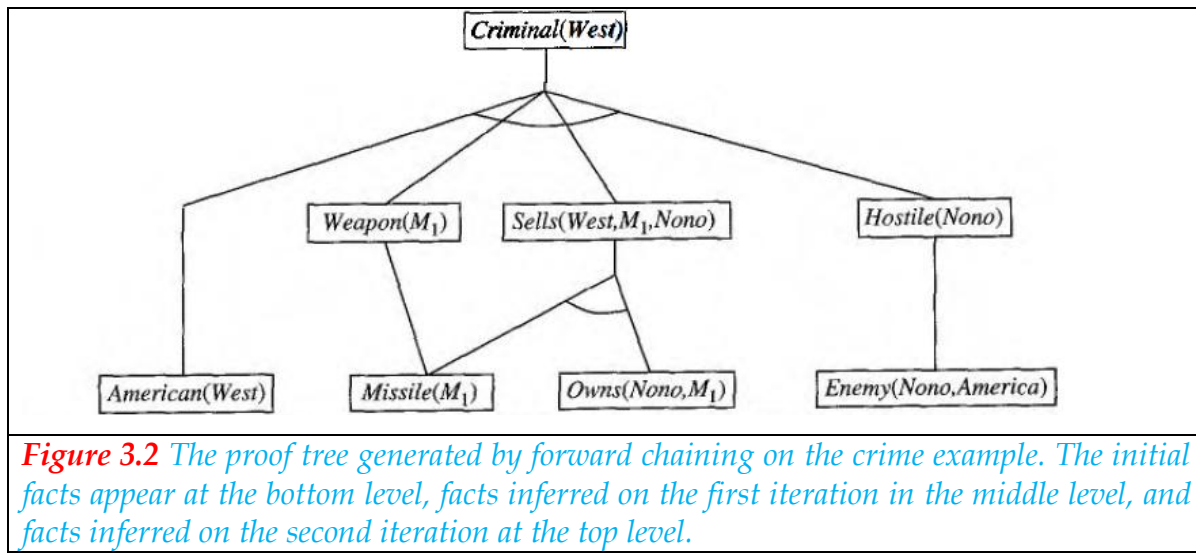 Criminal(West)
Weapon(M₁) Sells(West,M₁,Nono) Hostile(Nono)
American(West) Missile(M₁) Owns(Nono,M₁) Enemy(Nono,America)
Figure 3.2 The proof tree generated by forward chaining on the crime example. The initial
facts appear at the bottom level, facts inferred on the first iteration in the middle level, and
facts inferred on the second iteration at the top level.